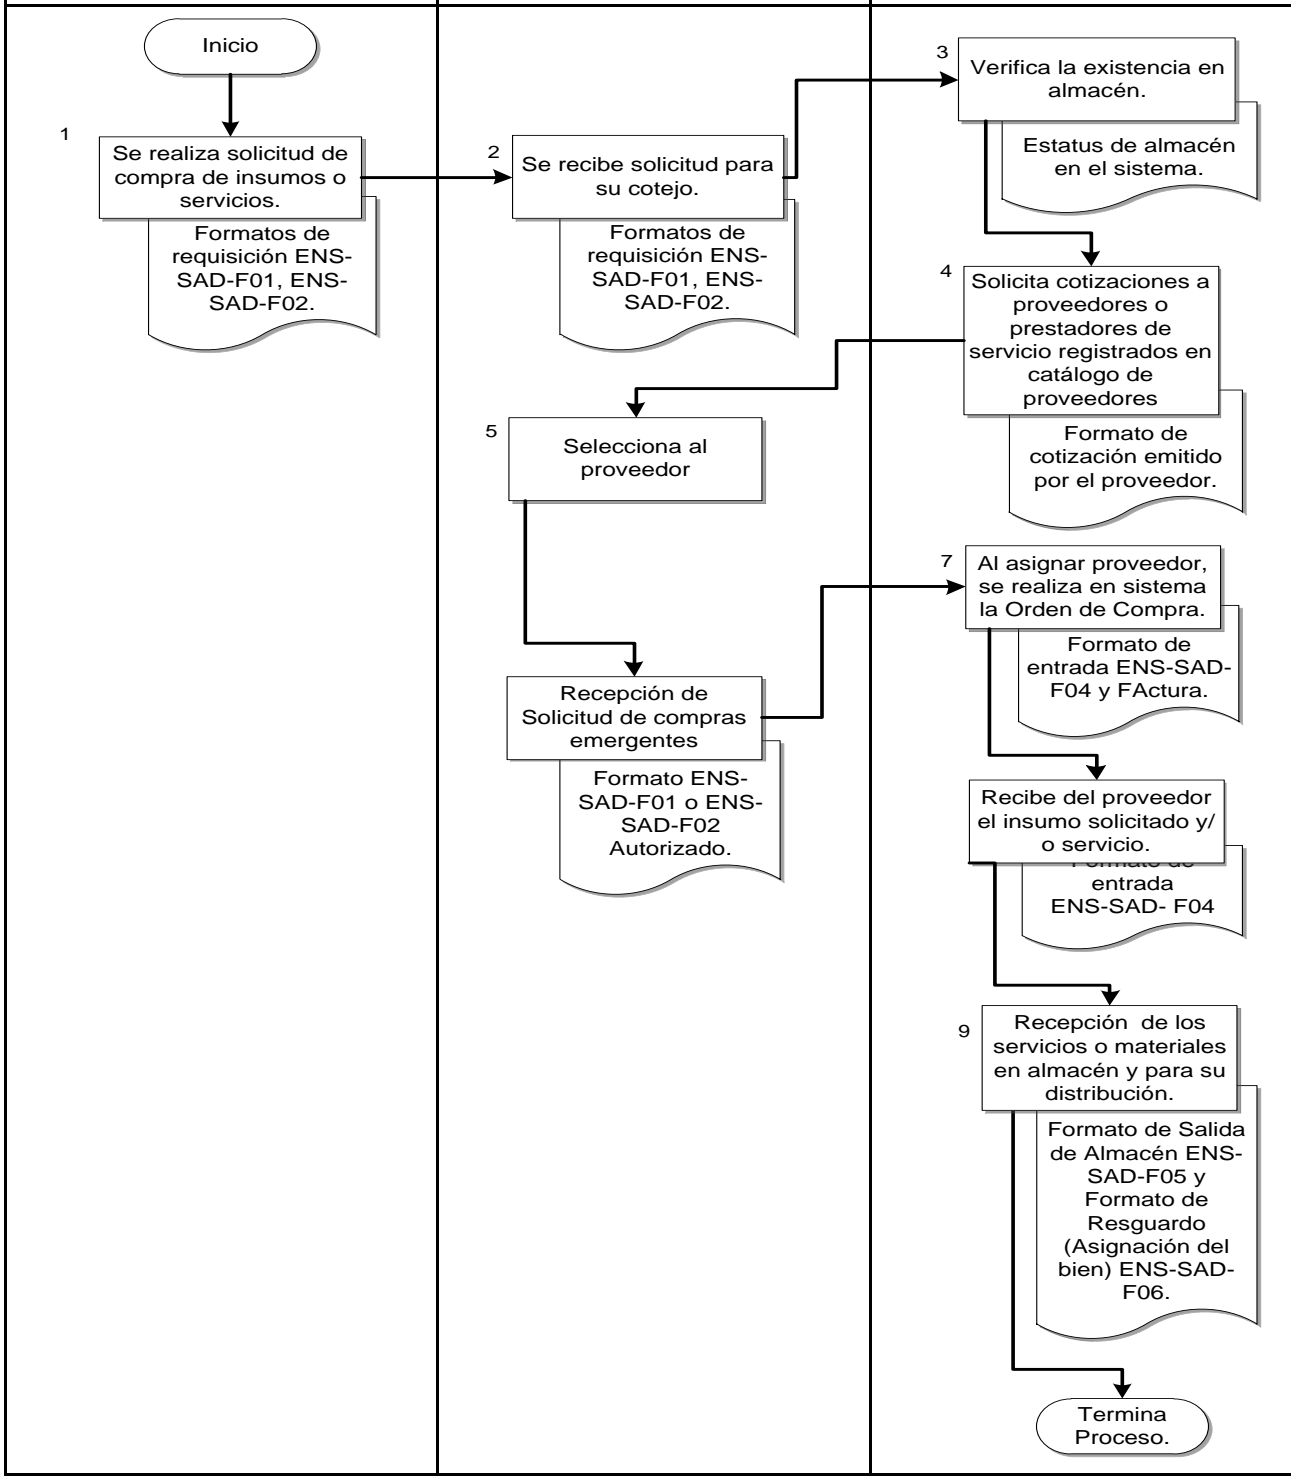 Inicio
1
Se realiza solicitud de
compra de insumos o
servicios.
Formatos de
requisición ENS-
SAD-F01, ENS-
SAD-F02.
2
Se recibe solicitud para
su cotejo.
Formatos de
requisición ENS-
SAD-F01, ENS-
SAD-F02.
3
Verifica la existencia en
almacén.
Estatus de almacén
en el sistema.
4
Solicita cotizaciones a
proveedores o
prestadores de
servicio registrados en
catálogo de
proveedores
Formato de
cotización emitido
por el proveedor.
5
Selecciona al
proveedor
Recepción de
Solicitud de compras
emergentes
Formato ENS-
SAD-F01 o ENS-
SAD-F02
Autorizado.
7
Al asignar proveedor,
se realiza en sistema
la Orden de Compra.
Formato de
entrada ENS-SAD-
F04 y FActura.
Recibe del proveedor
el insumo solicitado y/
o servicio.
Formato de
entrada
ENS-SAD- F04
9
Recepción  de los
servicios o materiales
en almacén y para su
distribución.
Formato de Salida
de Almacén ENS-
SAD-F05 y
Formato de
Resguardo
(Asignación del
bien) ENS-SAD-
F06.
Termina
Proceso.